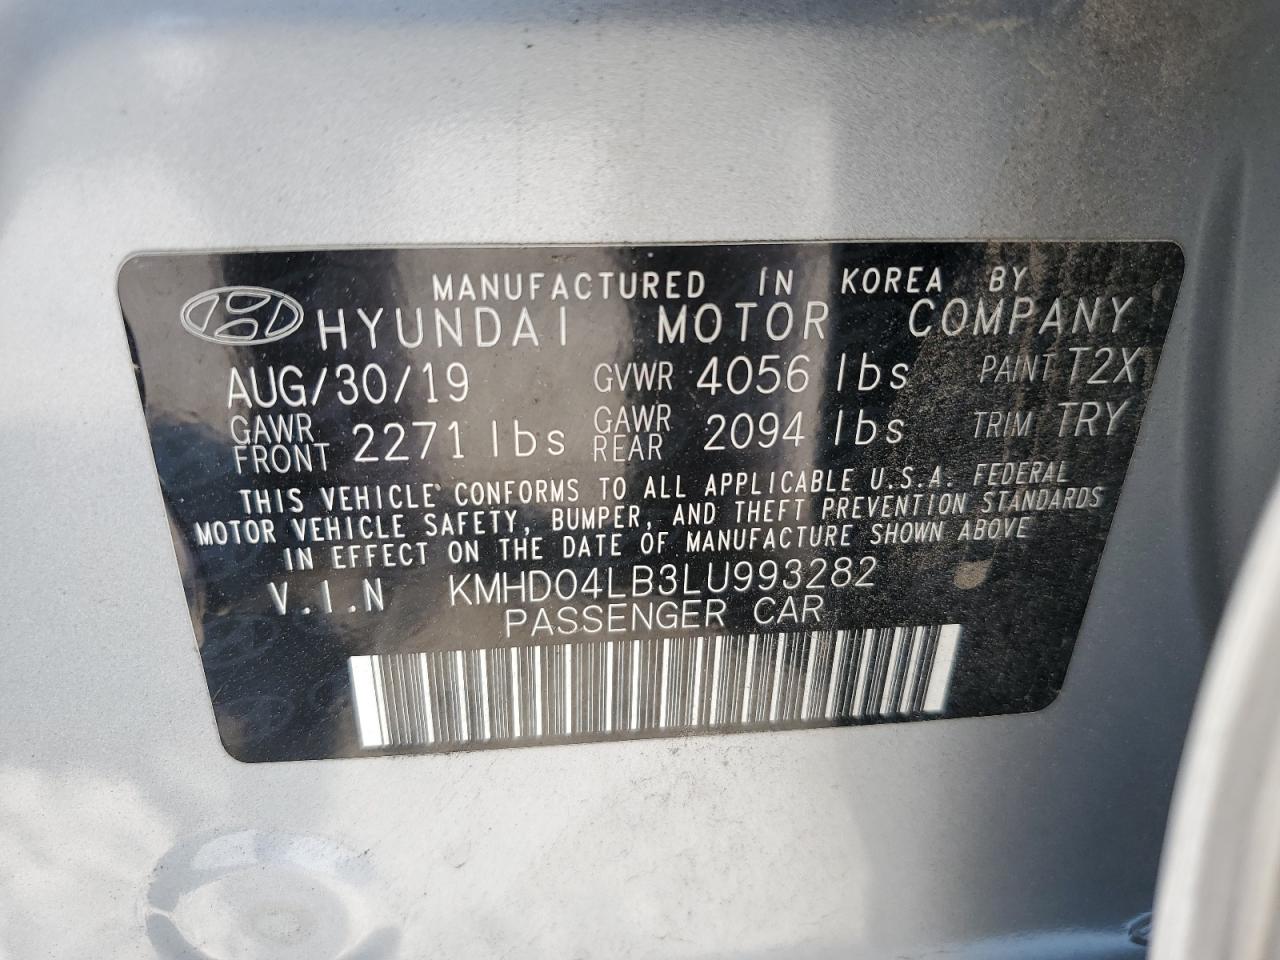 MANUFACTURED IN KOREA BY
HYUNDAI MOTOR COMPANY
AUG/30/19 GVWR 4056 lbs PAINT T2X
GAWR FRONT 2271 lbs GAWR REAR 2094 lbs TRIM TRY
THIS VEHICLE CONFORMS TO ALL APPLICABLE U.S.A. FEDERAL
MOTOR VEHICLE SAFETY, BUMPER, AND THEFT PREVENTION STANDARDS
IN EFFECT ON THE DATE OF MANUFACTURE SHOWN ABOVE
V.I.N KMHD04LB3LU993282
PASSENGER CAR